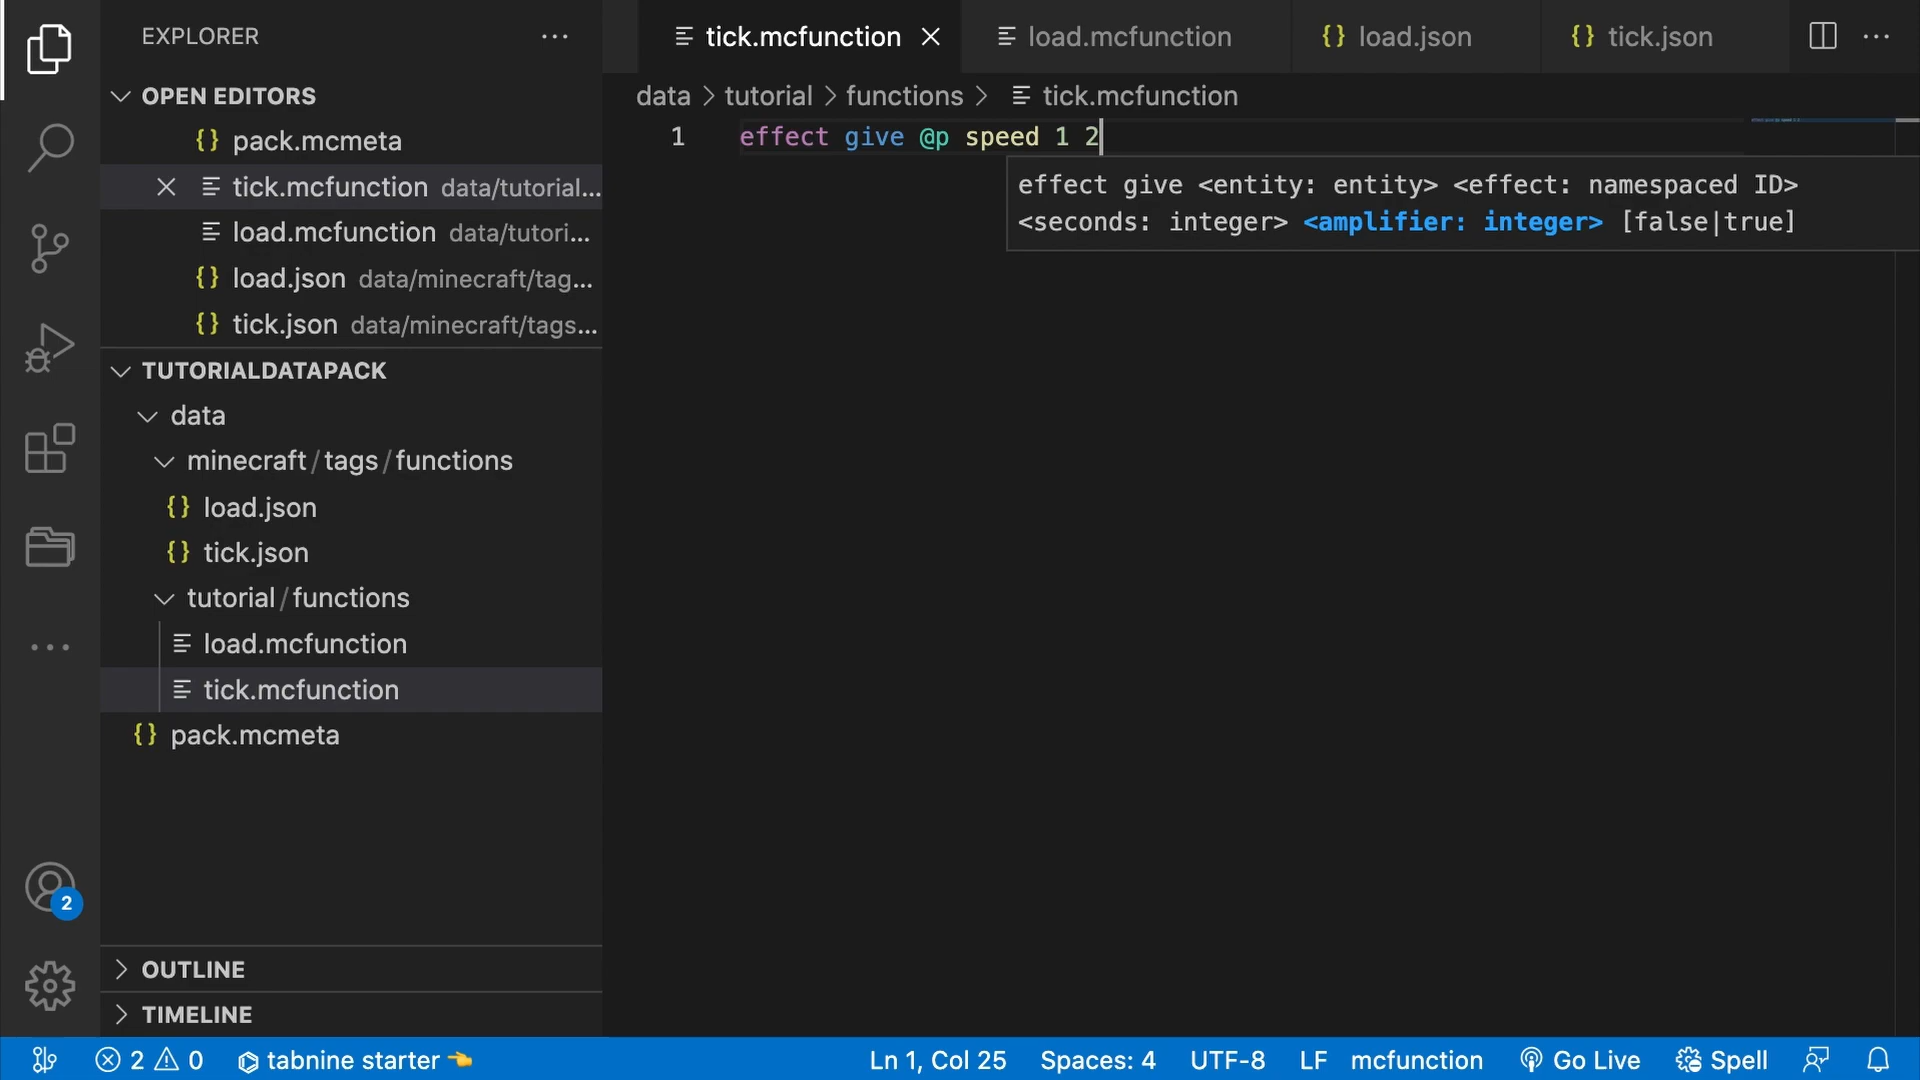 EXPLORER
OPEN EDITORS
pack.mcmeta
tick.mcfunction data/tutorial...
load.mcfunction data/tutori...
load.json data/minecraft/tag...
tick.json data/minecraft/tags...
TUTORIALDATAPACK
data
minecraft/tags/functions
{} load.json
{} tick.json
tutorial/functions
load.mcfunction
tick.mcfunction
{} pack.mcmeta
OUTLINE
TIMELINE
2
tick.mcfunction
load.mcfunction
{} load.json
{} tick.json
data > tutorial > functions > tick.mcfunction
1 effect give @p speed 1 2
effect give <entity: entity> <effect: namespaced ID>
<seconds: integer> <amplifier: integer> [false|true]
2 0 tabnine starter 👈 Ln 1, Col 25 Spaces: 4 UTF-8 LF mcfunction Go Live Spell